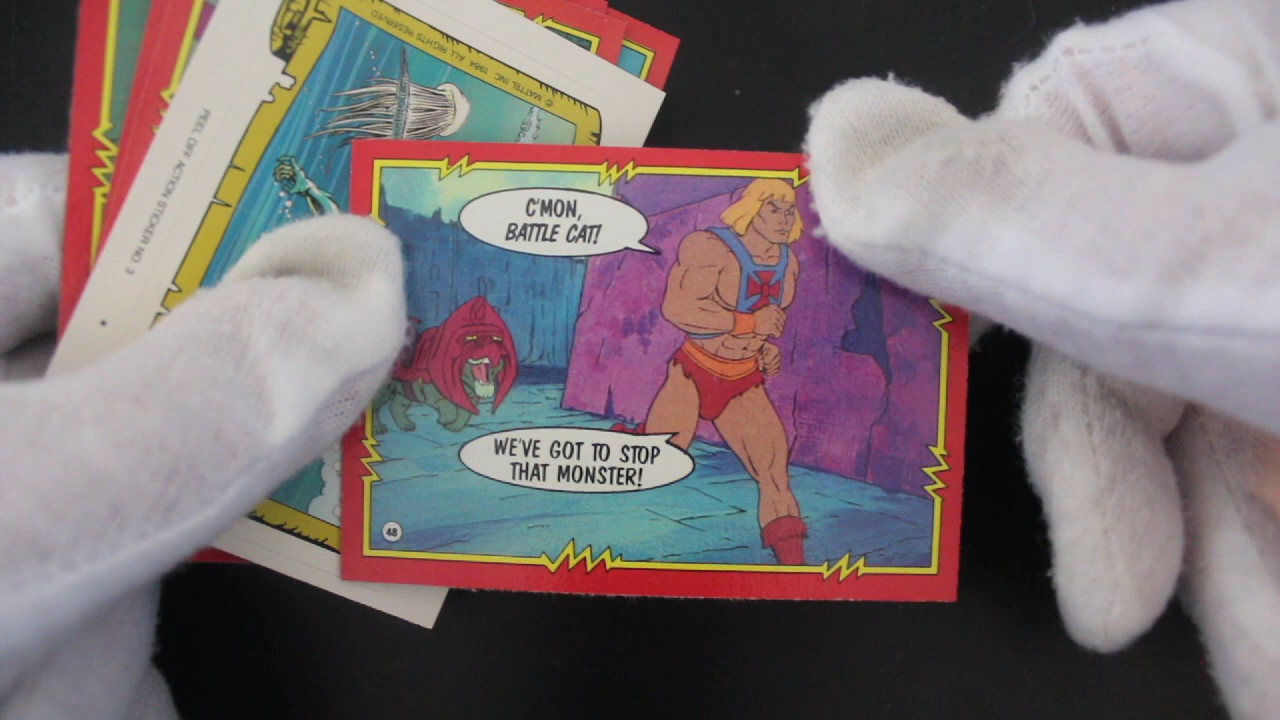 © MATTEL INC. 1984 ALL RIGHTS RESERVED
PEEL OFF ACTION STICKER NO. 3
C'MON,
BATTLE CAT!
WE'VE GOT TO STOP
THAT MONSTER!
48